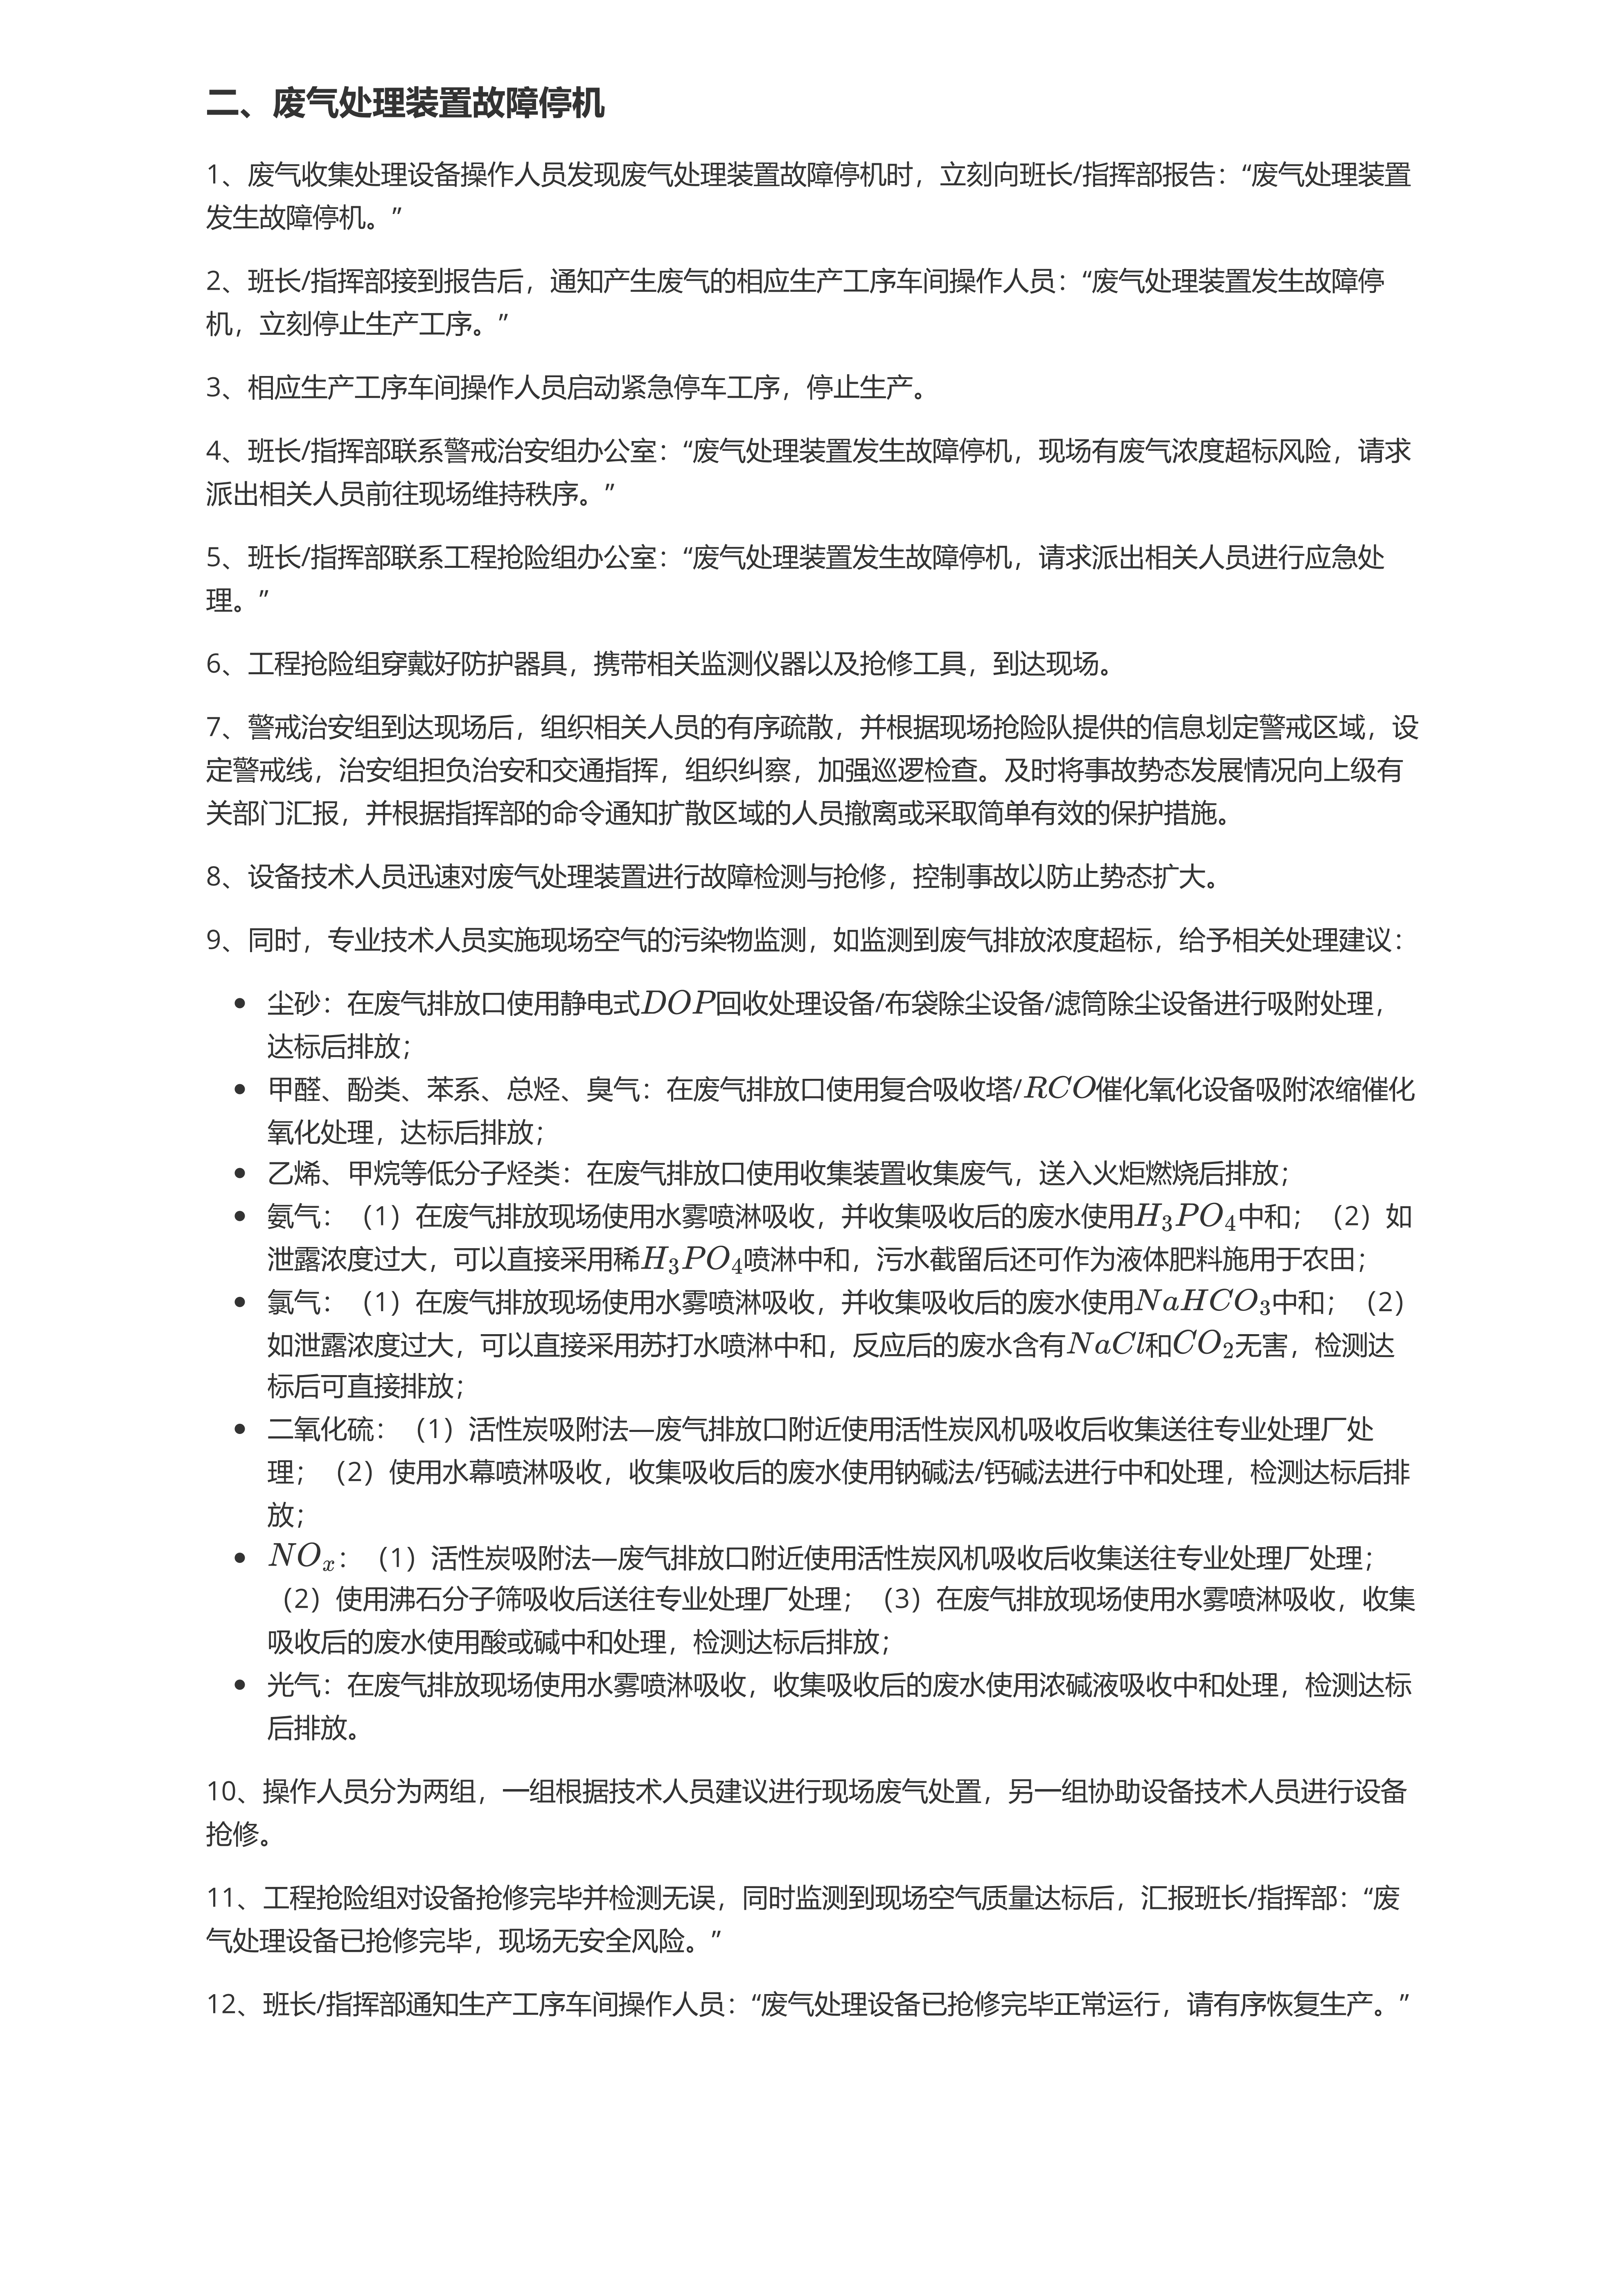 二、废气处理装置故障停机
1、废气收集处理设备操作人员发现废气处理装置故障停机时，立刻向班长/指挥部报告：“废气处理装置
发生故障停机。”
2、班长/指挥部接到报告后，通知产生废气的相应生产工序车间操作人员：“废气处理装置发生故障停
机，立刻停止生产工序。”
3、相应生产工序车间操作人员启动紧急停车工序，停止生产。
4、班长/指挥部联系警戒治安组办公室：“废气处理装置发生故障停机，现场有废气浓度超标风险，请求
派出相关人员前往现场维持秩序。”
5、班长/指挥部联系工程抢险组办公室：“废气处理装置发生故障停机，请求派出相关人员进行应急处
理。”
6、工程抢险组穿戴好防护器具，携带相关监测仪器以及抢修工具，到达现场。
7、警戒治安组到达现场后，组织相关人员的有序疏散，并根据现场抢险队提供的信息划定警戒区域，设
定警戒线，治安组担负治安和交通指挥，组织纠察，加强巡逻检查。及时将事故势态发展情况向上级有
关部门汇报，并根据指挥部的命令通知扩散区域的人员撤离或采取简单有效的保护措施。
8、设备技术人员迅速对废气处理装置进行故障检测与抢修，控制事故以防止势态扩大。
9、同时，专业技术人员实施现场空气的污染物监测，如监测到废气排放浓度超标，给予相关处理建议：
• 尘砂：在废气排放口使用静电式DOP回收处理设备/布袋除尘设备/滤筒除尘设备进行吸附处理，
达标后排放；
• 甲醛、酚类、苯系、总烃、臭气：在废气排放口使用复合吸收塔/RCO催化氧化设备吸附浓缩催化
氧化处理，达标后排放；
• 乙烯、甲烷等低分子烃类：在废气排放口使用收集装置收集废气，送入火炬燃烧后排放；
• 氨气：（1）在废气排放现场使用水雾喷淋吸收，并收集吸收后的废水使用H₃PO₄中和；（2）如
泄露浓度过大，可以直接采用稀H₃PO₄喷淋中和，污水截留后还可作为液体肥料施用于农田；
• 氯气：（1）在废气排放现场使用水雾喷淋吸收，并收集吸收后的废水使用NaHCO₃中和；（2）
如泄露浓度过大，可以直接采用苏打水喷淋中和，反应后的废水含有NaCl和CO₂无害，检测达
标后可直接排放；
• 二氧化硫：（1）活性炭吸附法—废气排放口附近使用活性炭风机吸收后收集送往专业处理厂处
理；（2）使用水幕喷淋吸收，收集吸收后的废水使用钠碱法/钙碱法进行中和处理，检测达标后排
放；
• NOₓ：（1）活性炭吸附法—废气排放口附近使用活性炭风机吸收后收集送往专业处理厂处理；
（2）使用沸石分子筛吸收后送往专业处理厂处理；（3）在废气排放现场使用水雾喷淋吸收，收集
吸收后的废水使用酸或碱中和处理，检测达标后排放；
• 光气：在废气排放现场使用水雾喷淋吸收，收集吸收后的废水使用浓碱液吸收中和处理，检测达标
后排放。
10、操作人员分为两组，一组根据技术人员建议进行现场废气处置，另一组协助设备技术人员进行设备
抢修。
11、工程抢险组对设备抢修完毕并检测无误，同时监测到现场空气质量达标后，汇报班长/指挥部：“废
气处理设备已抢修完毕，现场无安全风险。”
12、班长/指挥部通知生产工序车间操作人员：“废气处理设备已抢修完毕正常运行，请有序恢复生产。”